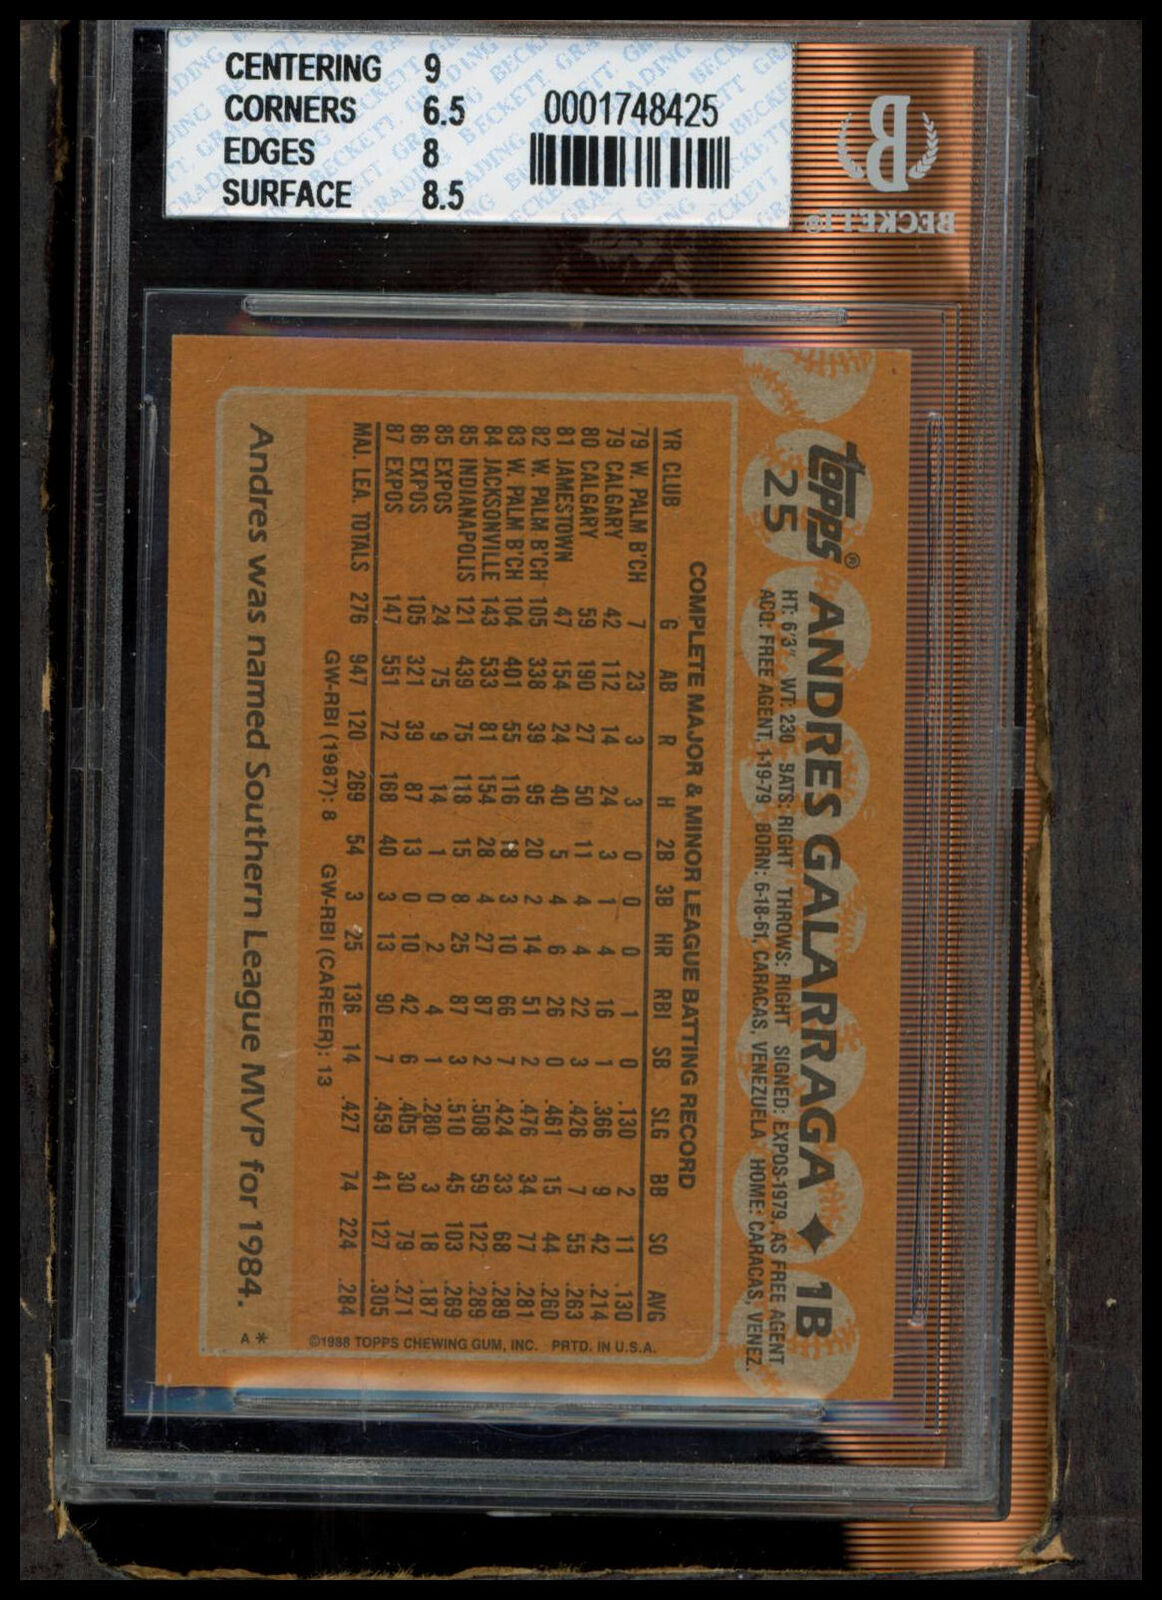 CENTERING 9
CORNERS 6.5
EDGES 8
SURFACE 8.5
0001748425
BECKETT GRADING
B
BECKETT®
Topps®
25
ANDRES GALARRAGA ✦ 1B
HT: 6'3" WT: 230 BATS: RIGHT THROWS: RIGHT SIGNED: EXPOS-1979, AS FREE AGENT
ACQ: FREE AGENT, 1-19-79 BORN: 6-18-61, CARACAS, VENEZUELA HOME: CARACAS, VENEZ.
COMPLETE MAJOR & MINOR LEAGUE BATTING RECORD
YR CLUB G AB R H 2B 3B HR RBI SB SLG BB SO AVG
79 W. PALM B'CH 7 23 3 3 0 0 0 1 0 .130 2 11 .130
79 CALGARY 42 112 14 24 3 1 4 16 1 .366 9 42 .214
80 CALGARY 59 190 27 50 11 4 4 22 3 .426 7 55 .263
81 JAMESTOWN 47 154 24 40 5 4 6 26 0 .461 15 44 .260
82 W. PALM B'CH 105 338 39 95 20 2 14 51 2 .476 34 77 .281
83 W. PALM B'CH 104 401 55 116 18 3 10 66 7 .424 33 68 .289
84 JACKSONVILLE 143 533 81 154 28 4 27 87 2 .508 59 122 .289
85 INDIANAPOLIS 121 439 75 118 15 8 25 87 3 .510 45 103 .269
85 EXPOS 24 75 9 14 1 0 2 4 1 .280 3 18 .187
86 EXPOS 105 321 39 87 13 0 10 42 6 .405 30 79 .271
87 EXPOS 147 551 72 168 40 3 13 90 7 .459 41 127 .305
MAJ. LEA. TOTALS 276 947 120 269 54 3 25 136 14 .427 74 224 .284
GW-RBI (1987): 8 GW-RBI (CAREER): 13
©1988 TOPPS CHEWING GUM, INC. PRTD. IN U.S.A.
Andres was named Southern League MVP for 1984.
A*